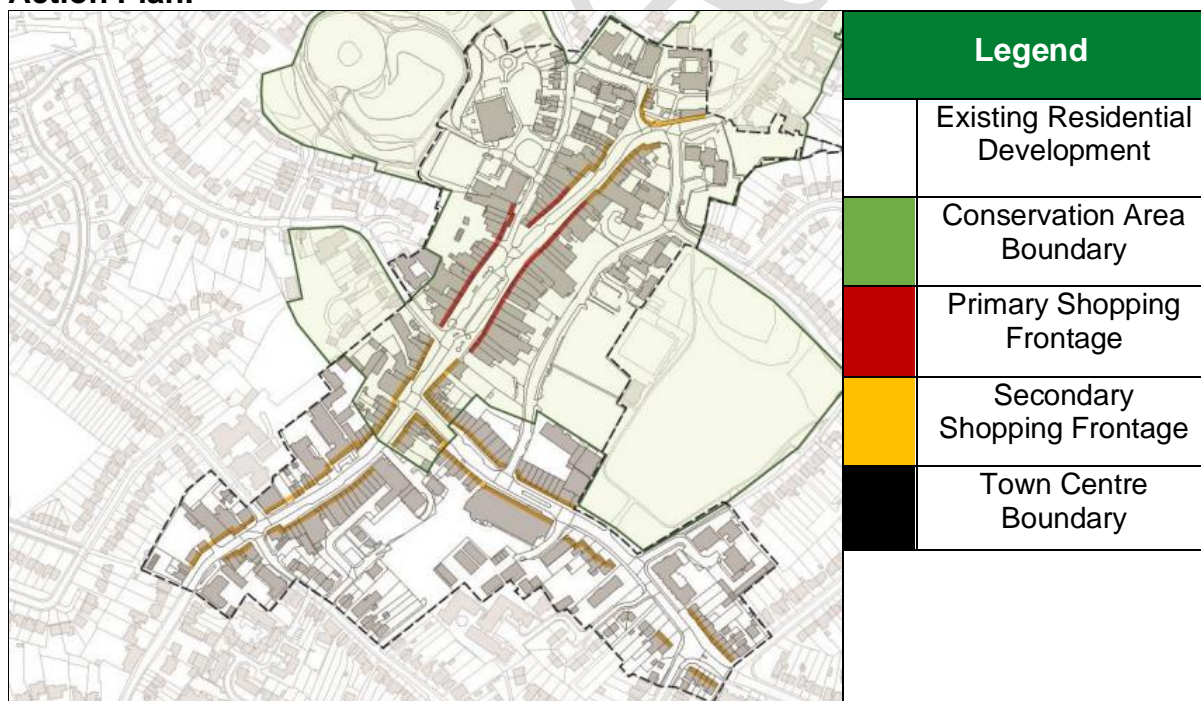 Action Plan.
Legend
Existing Residential
Development
Conservation Area
Boundary
Primary Shopping
Frontage
Secondary
Shopping Frontage
Town Centre
Boundary